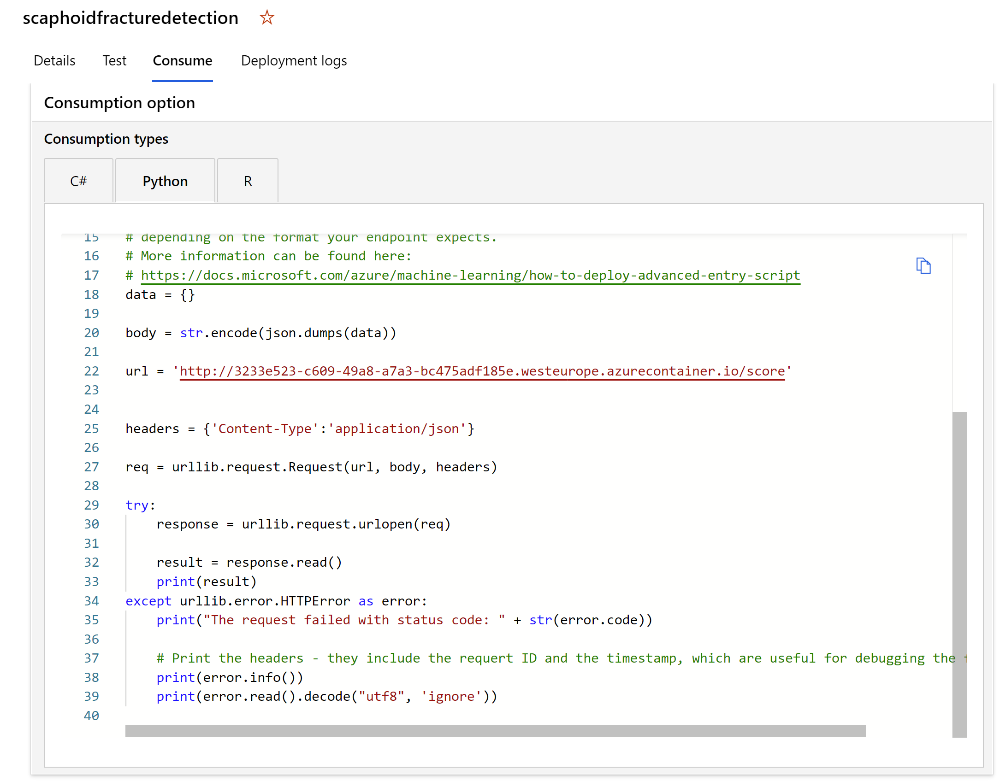 scaphoidfracturedetection
Details Test Consume Deployment logs
Consumption option
Consumption types
C# Python R
15 # depending on the format your endpoint expects.
16 # More information can be found here:
17 # https://docs.microsoft.com/azure/machine-learning/how-to-deploy-advanced-entry-script
18 data = {}
19
20 body = str.encode(json.dumps(data))
21
22 url = 'http://3233e523-c609-49a8-a7a3-bc475adf185e.westeurope.azurecontainer.io/score'
23
24
25 headers = {'Content-Type':'application/json'}
26
27 req = urllib.request.Request(url, body, headers)
28
29 try:
30     response = urllib.request.urlopen(req)
31
32     result = response.read()
33     print(result)
34 except urllib.error.HTTPError as error:
35     print("The request failed with status code: " + str(error.code))
36
37     # Print the headers - they include the requert ID and the timestamp, which are useful for debugging the
38     print(error.info())
39     print(error.read().decode("utf8", 'ignore'))
40